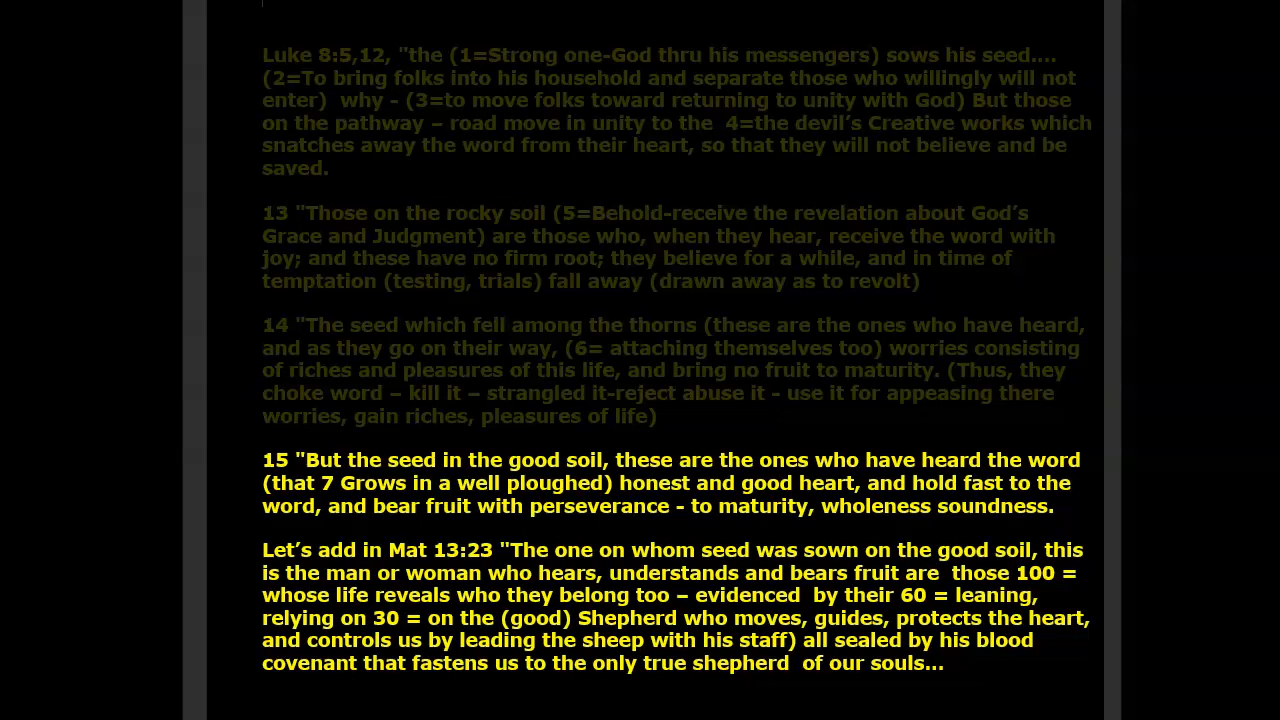 Luke 8:5,12, "the (1=Strong one-God thru his messengers) sows his seed....
(2=To bring folks into his household and separate those who willingly will not
enter)  why - (3=to move folks toward returning to unity with God) But those
on the pathway – road move in unity to the  4=the devil’s Creative works which
snatches away the word from their heart, so that they will not believe and be
saved.
13 "Those on the rocky soil (5=Behold-receive the revelation about God’s
Grace and Judgment) are those who, when they hear, receive the word with
joy; and these have no firm root; they believe for a while, and in time of
temptation (testing, trials) fall away (drawn away as to revolt)
14 "The seed which fell among the thorns (these are the ones who have heard,
and as they go on their way, (6= attaching themselves too) worries consisting
of riches and pleasures of this life, and bring no fruit to maturity. (Thus, they
choke word – kill it – strangled it-reject abuse it - use it for appeasing there
worries, gain riches, pleasures of life)
15 "But the seed in the good soil, these are the ones who have heard the word
(that 7 Grows in a well ploughed) honest and good heart, and hold fast to the
word, and bear fruit with perseverance - to maturity, wholeness soundness.
Let’s add in Mat 13:23 "The one on whom seed was sown on the good soil, this
is the man or woman who hears, understands and bears fruit are  those 100 =
whose life reveals who they belong too – evidenced  by their 60 = leaning,
relying on 30 = on the (good) Shepherd who moves, guides, protects the heart,
and controls us by leading the sheep with his staff) all sealed by his blood
covenant that fastens us to the only true shepherd  of our souls...